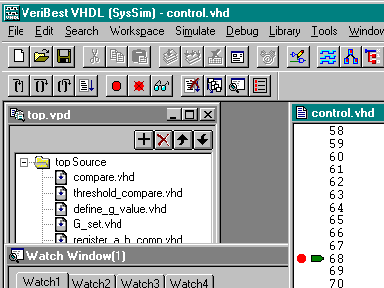 VeriBest VHDL (SysSim) - control.vhd
File Edit Search Workspace Simulate Debug Library Tools Window
top.vpd
control.vhd
top Source
compare.vhd
threshold_compare.vhd
define_g_value.vhd
G_set.vhd
register_a_b_comp.vhd
58
59
60
61
62
63
64
65
66
67
68
69
70
Watch Window(1)
Watch1 Watch2 Watch3 Watch4